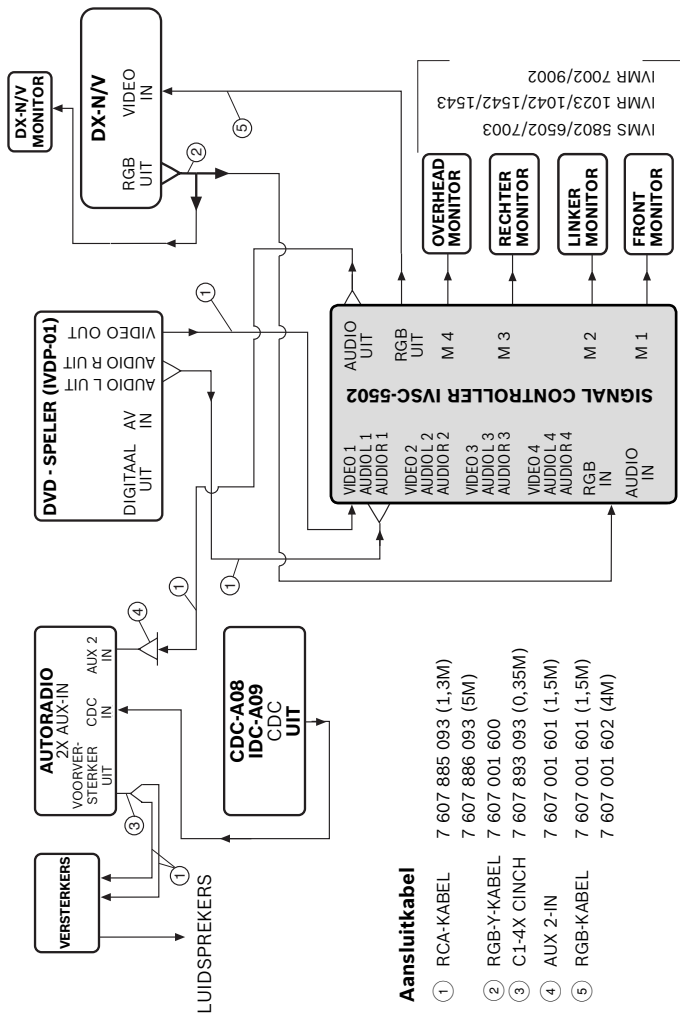 VERSTERKERS
LUIDSPREKERS
AUTORADIO
2X AUX-IN
VOORVER-
STERKER
UIT
CDC
IN
AUX 2
IN
3
1
4
1
1
CDC-A08
IDC-A09
CDC
UIT
DVD - SPELER (IVDP-01)
DIGITAAL
UIT
AV
IN
AUDIO L UIT
AUDIO R UIT
VIDEO OUT
1
DX-N/V
MONITOR
DX-N/V
RGB
UIT
VIDEO
IN
2
5
SIGNAL CONTROLLER IVSC-5502
VIDEO 1
AUDIOL 1
AUDIOR 1
VIDEO 2
AUDIOL 2
AUDIOR 2
VIDEO 3
AUDIOL 3
AUDIOR 3
VIDEO 4
AUDIOL 4
AUDIOR 4
RGB
IN
AUDIO
IN
AUDIO
UIT
RGB
UIT
M 4
M 3
M 2
M 1
OVERHEAD
MONITOR
RECHTER
MONITOR
LINKER
MONITOR
FRONT
MONITOR
IVMS 5802/6502/7003
IVMR 1023/1042/1542/1543
IVMR 7002/9002
Aansluitkabel
1 RCA-KABEL 7 607 885 093 (1,3M)
7 607 886 093 (5M)
2 RGB-Y-KABEL 7 607 001 600
3 C1-4X CINCH 7 607 893 093 (0,35M)
4 AUX 2-IN 7 607 001 601 (1,5M)
5 RGB-KABEL 7 607 001 601 (1,5M)
7 607 001 602 (4M)